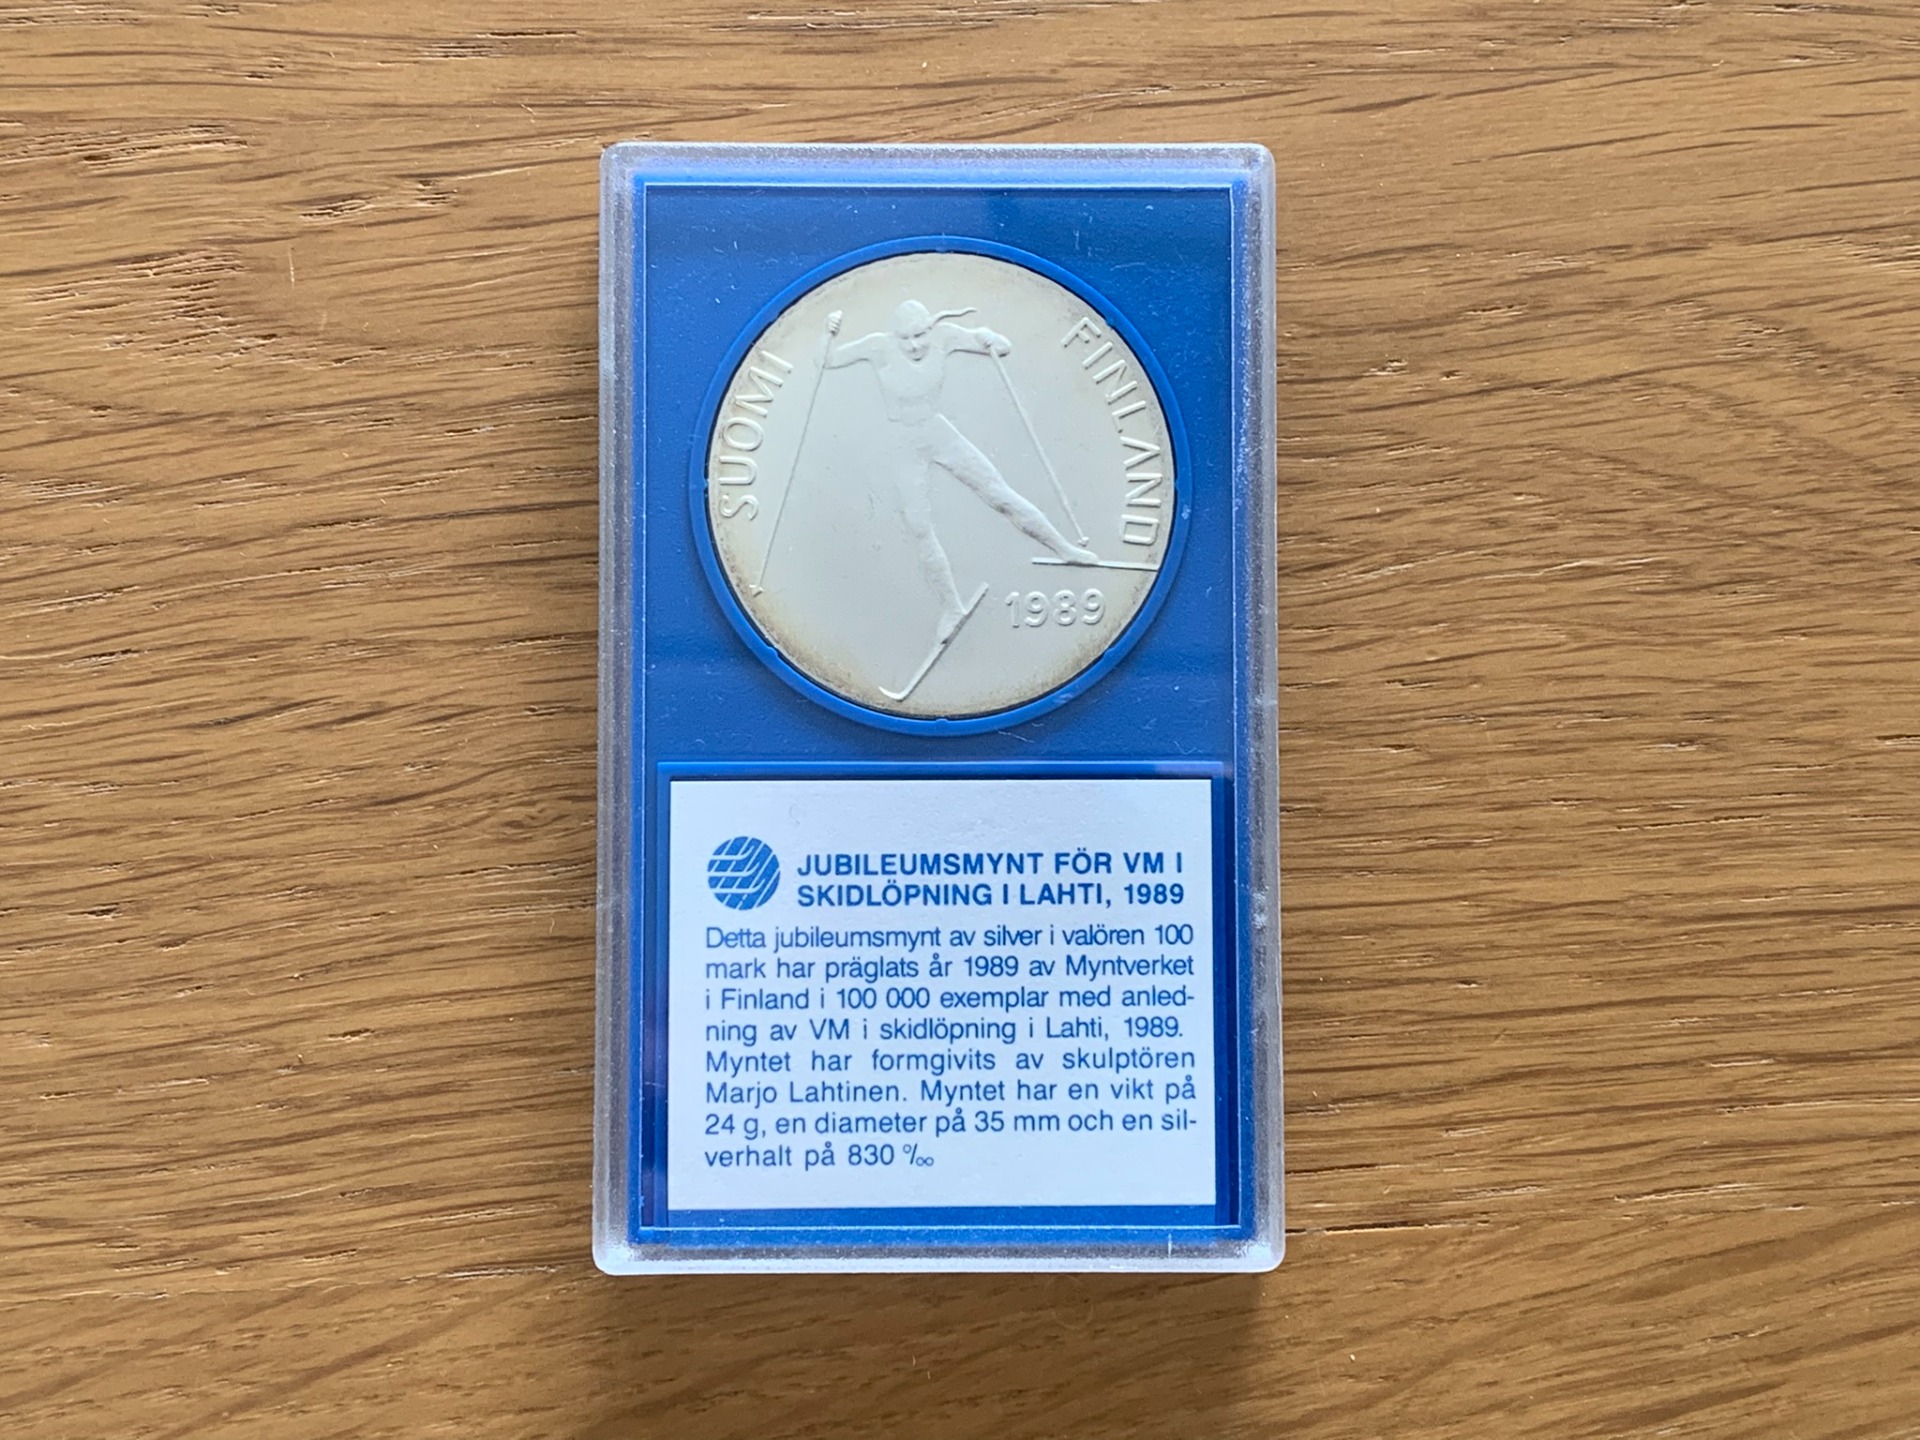 SUOMI
FINLAND
1989
JUBILEUMSMYNT FÖR VM I
SKIDLÖPNING I LAHTI, 1989
Detta jubileumsmynt av silver i valören 100
mark har präglats år 1989 av Myntverket
i Finland i 100 000 exemplar med anled-
ning av VM i skidlöpning i Lahti, 1989.
Myntet har formgivits av skulptören
Marjo Lahtinen. Myntet har en vikt på
24 g, en diameter på 35 mm och en sil-
verhalt på 830 ‰